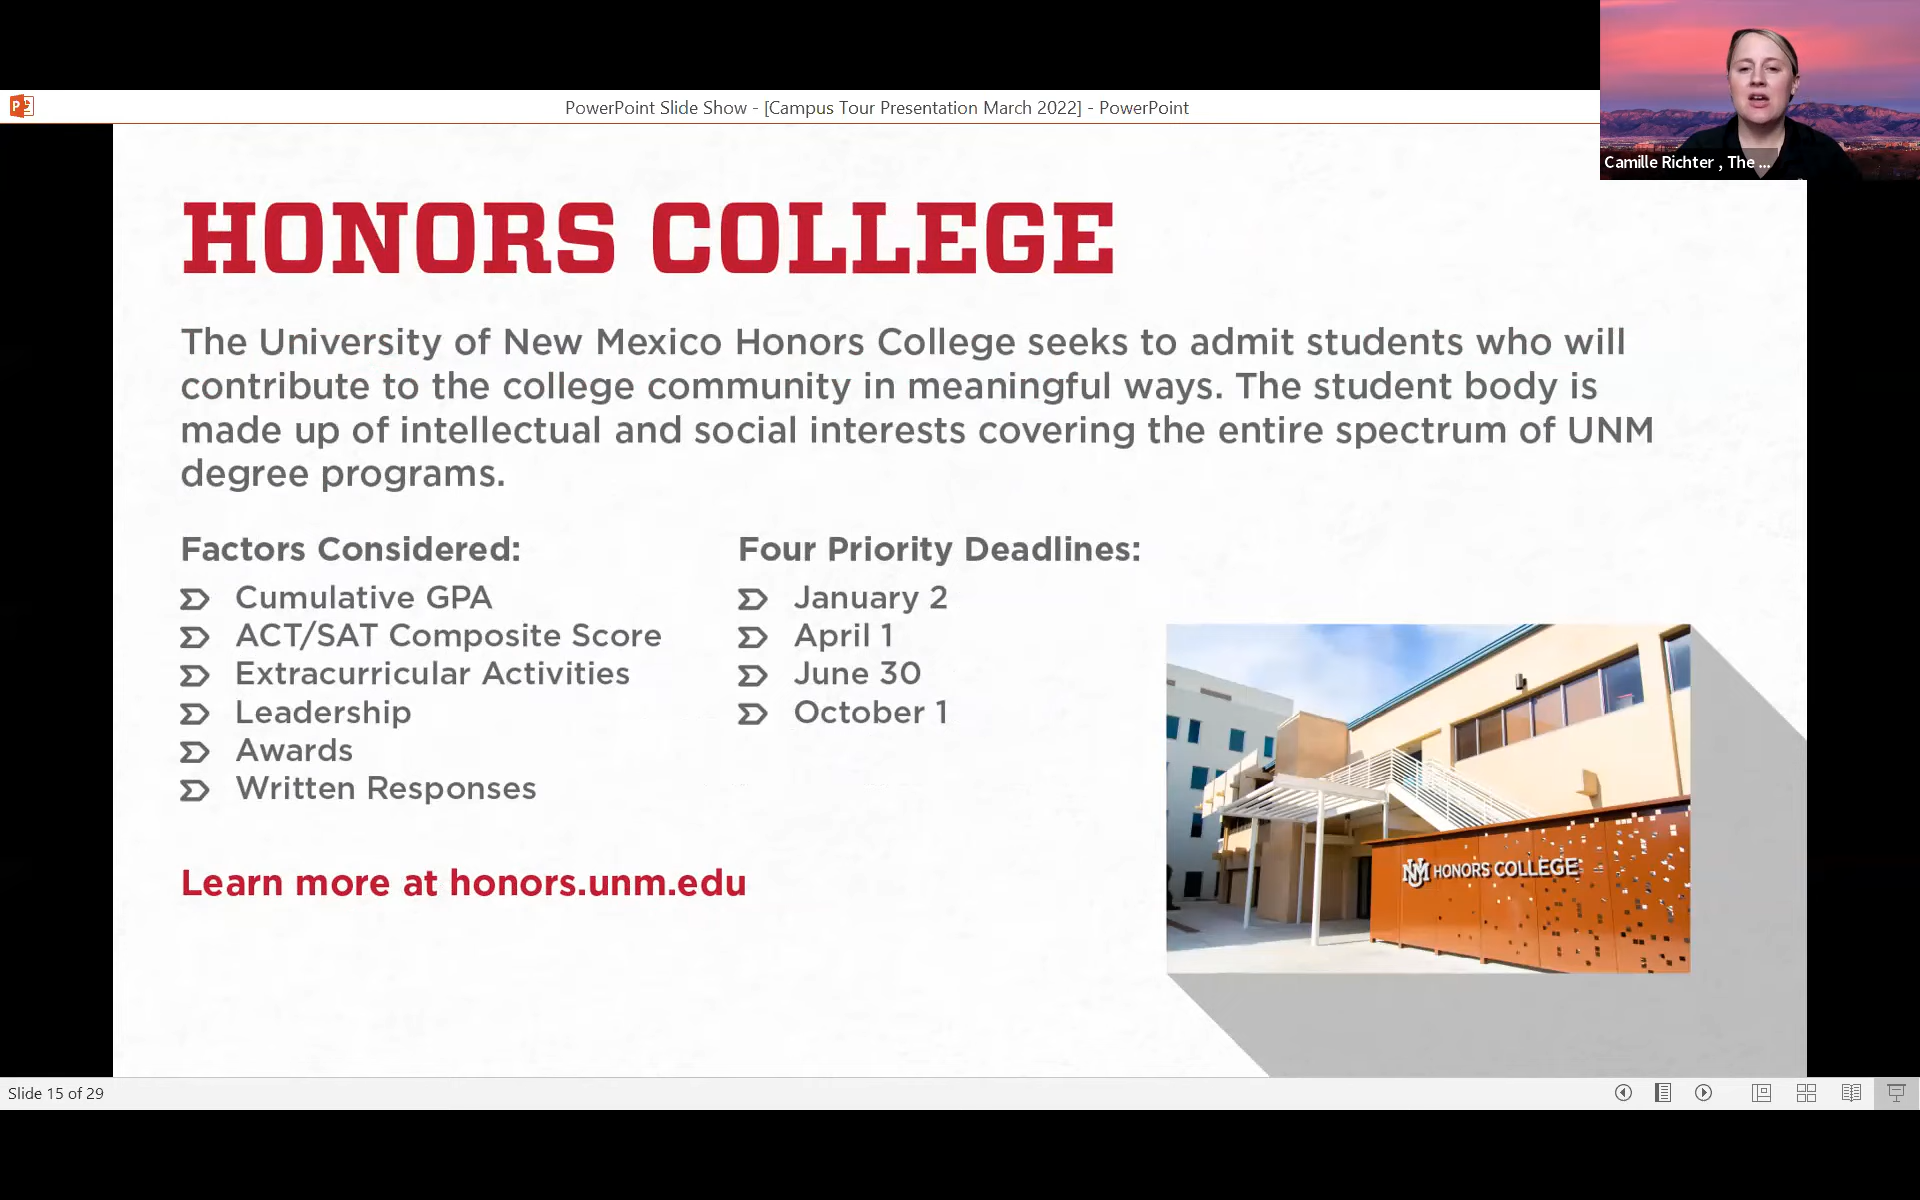 PowerPoint Slide Show - [Campus Tour Presentation March 2022] - PowerPoint
Camille Richter , The ...
HONORS COLLEGE
The University of New Mexico Honors College seeks to admit students who will
contribute to the college community in meaningful ways. The student body is
made up of intellectual and social interests covering the entire spectrum of UNM
degree programs.
Factors Considered:
Cumulative GPA
ACT/SAT Composite Score
Extracurricular Activities
Leadership
Awards
Written Responses
Four Priority Deadlines:
January 2
April 1
June 30
October 1
NM HONORS COLLEGE
Learn more at honors.unm.edu
Slide 15 of 29